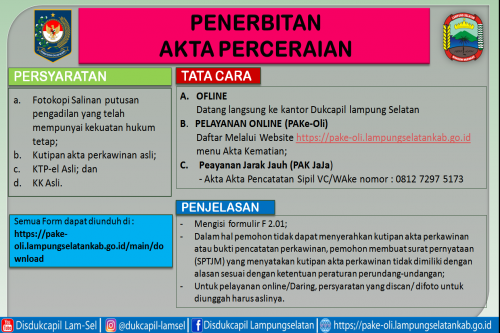 PENERBITAN
AKTA PERCERAIAN
PERSYARATAN
a. Fotokopi Salinan putusan
pengadilan yang telah
mempunyai kekuatan hukum
tetap;
b. Kutipan akta perkawinan asli;
c. KTP-el Asli; dan
d. KK Asli.
Semua Form dapat diunduh di :
https://pake-
oli.lampungselatankab.go.id/main/do
wnload
TATA CARA
A. OFLINE
Datang langsung ke kantor Dukcapil lampung Selatan
B. PELAYANAN ONLINE (PAKe-Oli)
Daftar Melalui Website https://pake-oli.lampungselatankab.go.id
menu Akta Kematian;
C. Peayanan Jarak Jauh (PAK JaJa)
- Akta Akta Pencatatan Sipil VC/WAke nomor : 0812 7297 5173
PENJELASAN
- Mengisi formulir F 2.01;
- Dalam hal pemohon tidak dapat menyerahkan kutipan akta perkawinan
atau bukti pencatatan perkawinan, pemohon membuat surat pernyataan
(SPTJM) yang menyatakan kutipan akta perkawinan tidak dimiliki dengan
alasan sesuai dengan ketentuan peraturan perundang-undangan;
- Untuk pelayanan online/Daring, persyaratan yang discan/ difoto untuk
diunggah harus aslinya.
Disdukcapil Lam-Sel
@dukcapil-lamsel
Disdukcapil Lampungselatan
https://pake-oli.lampungselatankab.go.id